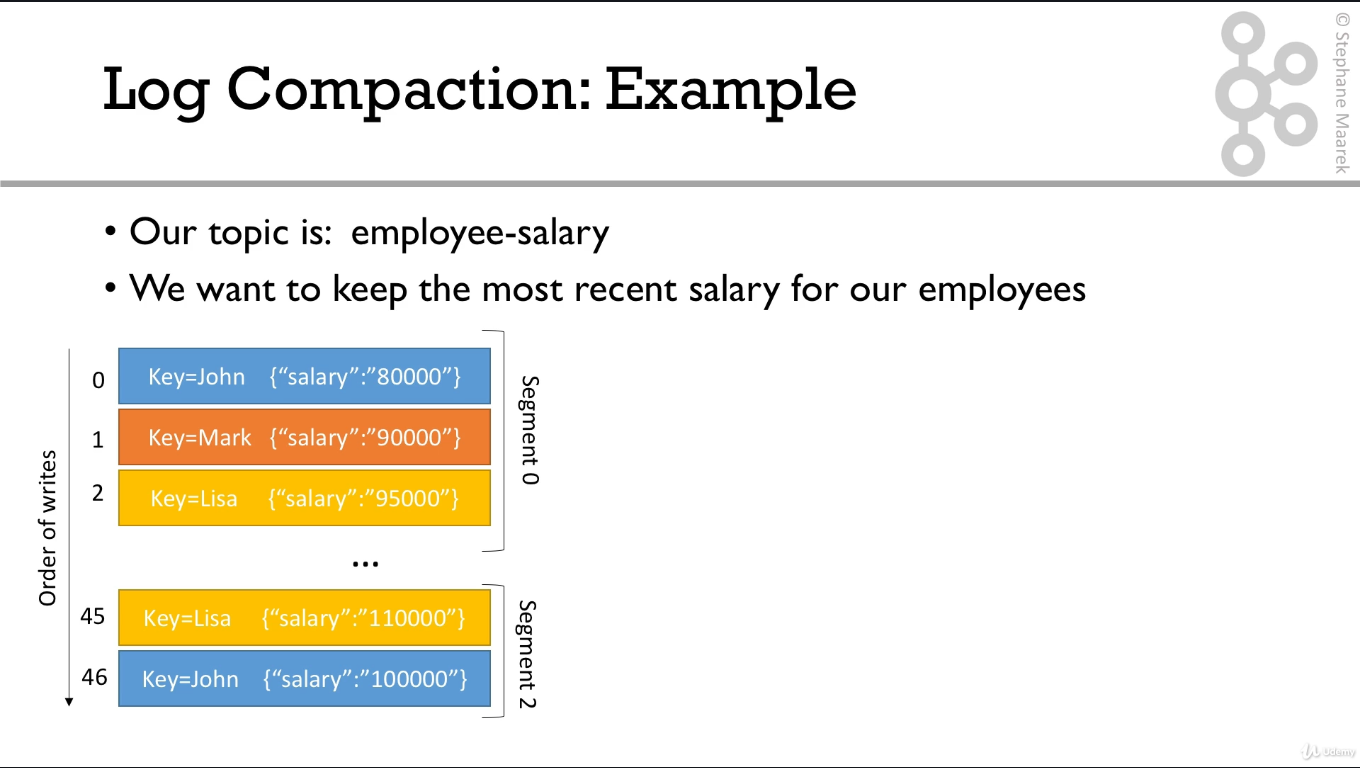 Log Compaction: Example
© Stephane Maarek
• Our topic is: employee-salary
• We want to keep the most recent salary for our employees
Order of writes
0 Key=John {“salary”:”80000”}
1 Key=Mark {“salary”:”90000”}
2 Key=Lisa {“salary”:”95000”}
Segment 0
...
45 Key=Lisa {“salary”:”110000”}
46 Key=John {“salary”:”100000”}
Segment 2
Udemy